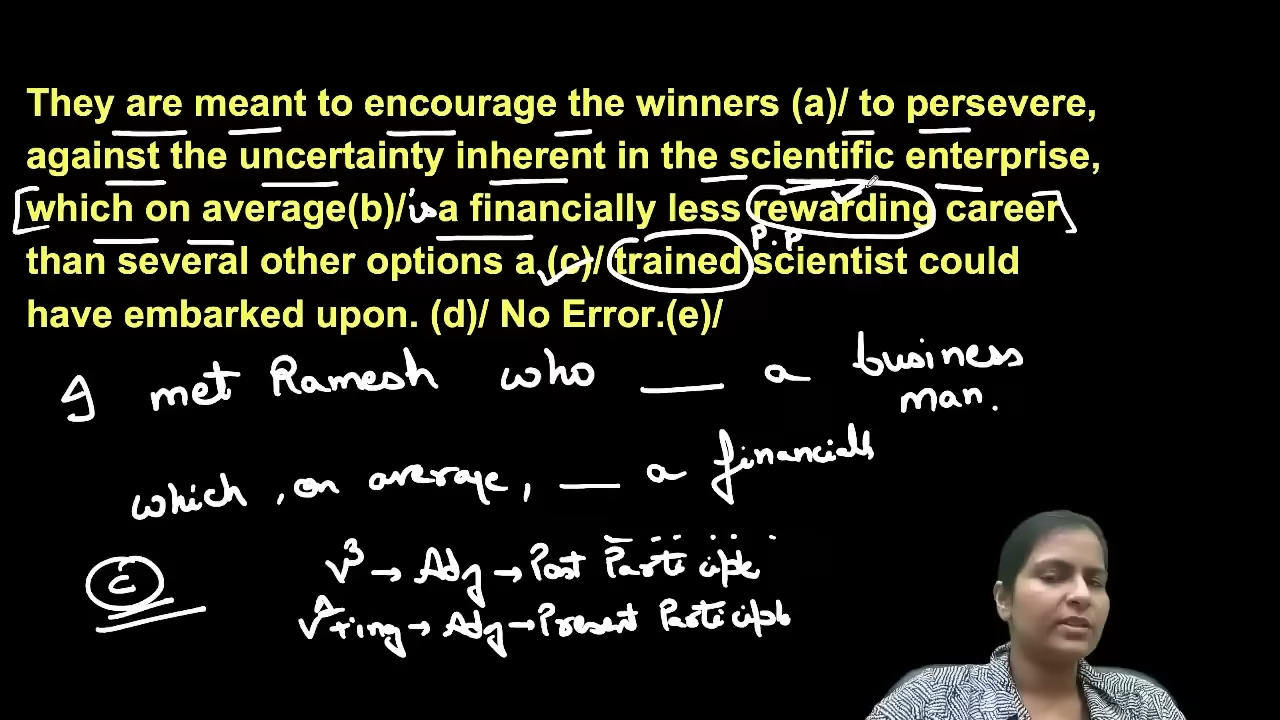 They are meant to encourage the winners (a)/ to persevere,
against the uncertainty inherent in the scientific enterprise,
[which on average(b)/ is a financially less rewarding career]
P.P
than several other options a (c)/ trained scientist could
have embarked upon. (d)/ No Error.(e)/
I met Ramesh who ___ a business
man.
which, on average, ___ a financially
C
V3 → Adj → Past Participle
V1+ing → Adj → Present Participle